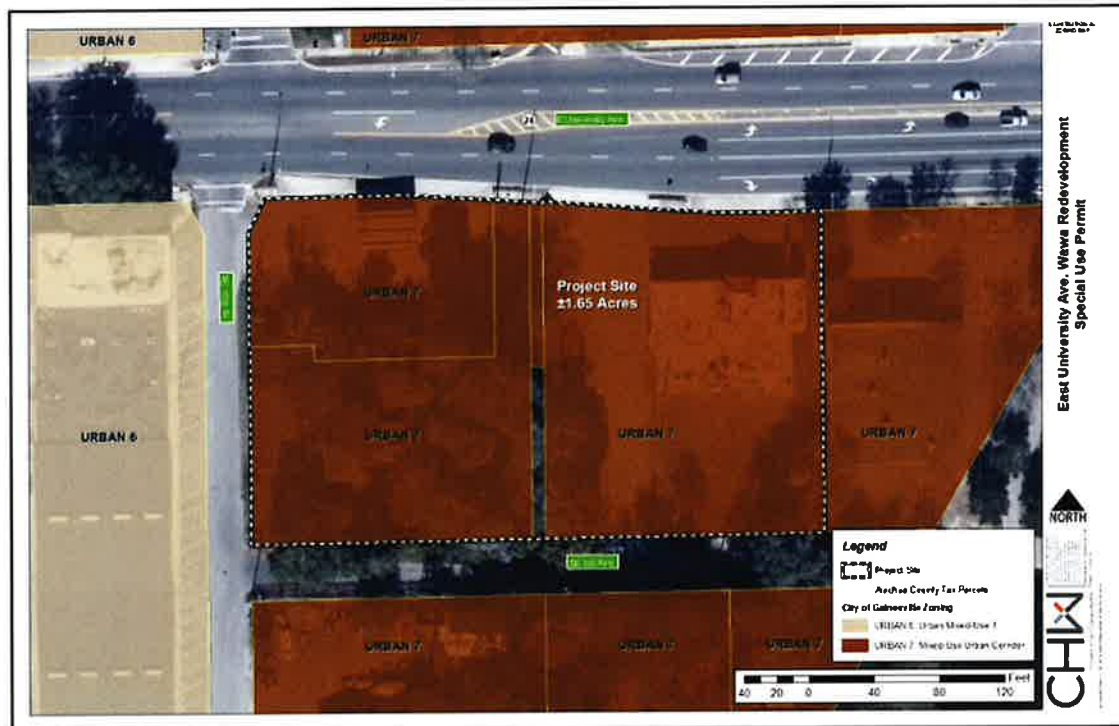 URBAN 6
URBAN 7
E University Ave
Project Site
±1.65 Acres
URBAN 7
URBAN 6
URBAN 7
URBAN 7
URBAN 7
URBAN 7
URBAN 7
URBAN 7
East University Ave. Wawa Redevelopment
Special Use Permit
NORTH
CHW
Legend
Project Site
Alachua County Tax Parcels
City of Gainesville Zoning
URBAN 6: Urban Mixed-Use 1
URBAN 7: Mixed-Use Urban Corridor
Feet
40 20 0 40 80 120